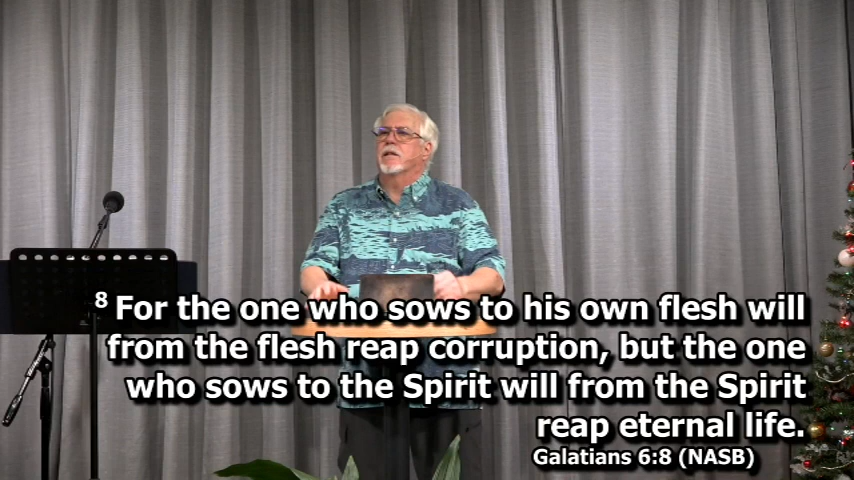 8 For the one who sows to his own flesh will
from the flesh reap corruption, but the one
who sows to the Spirit will from the Spirit
reap eternal life.
Galatians 6:8 (NASB)